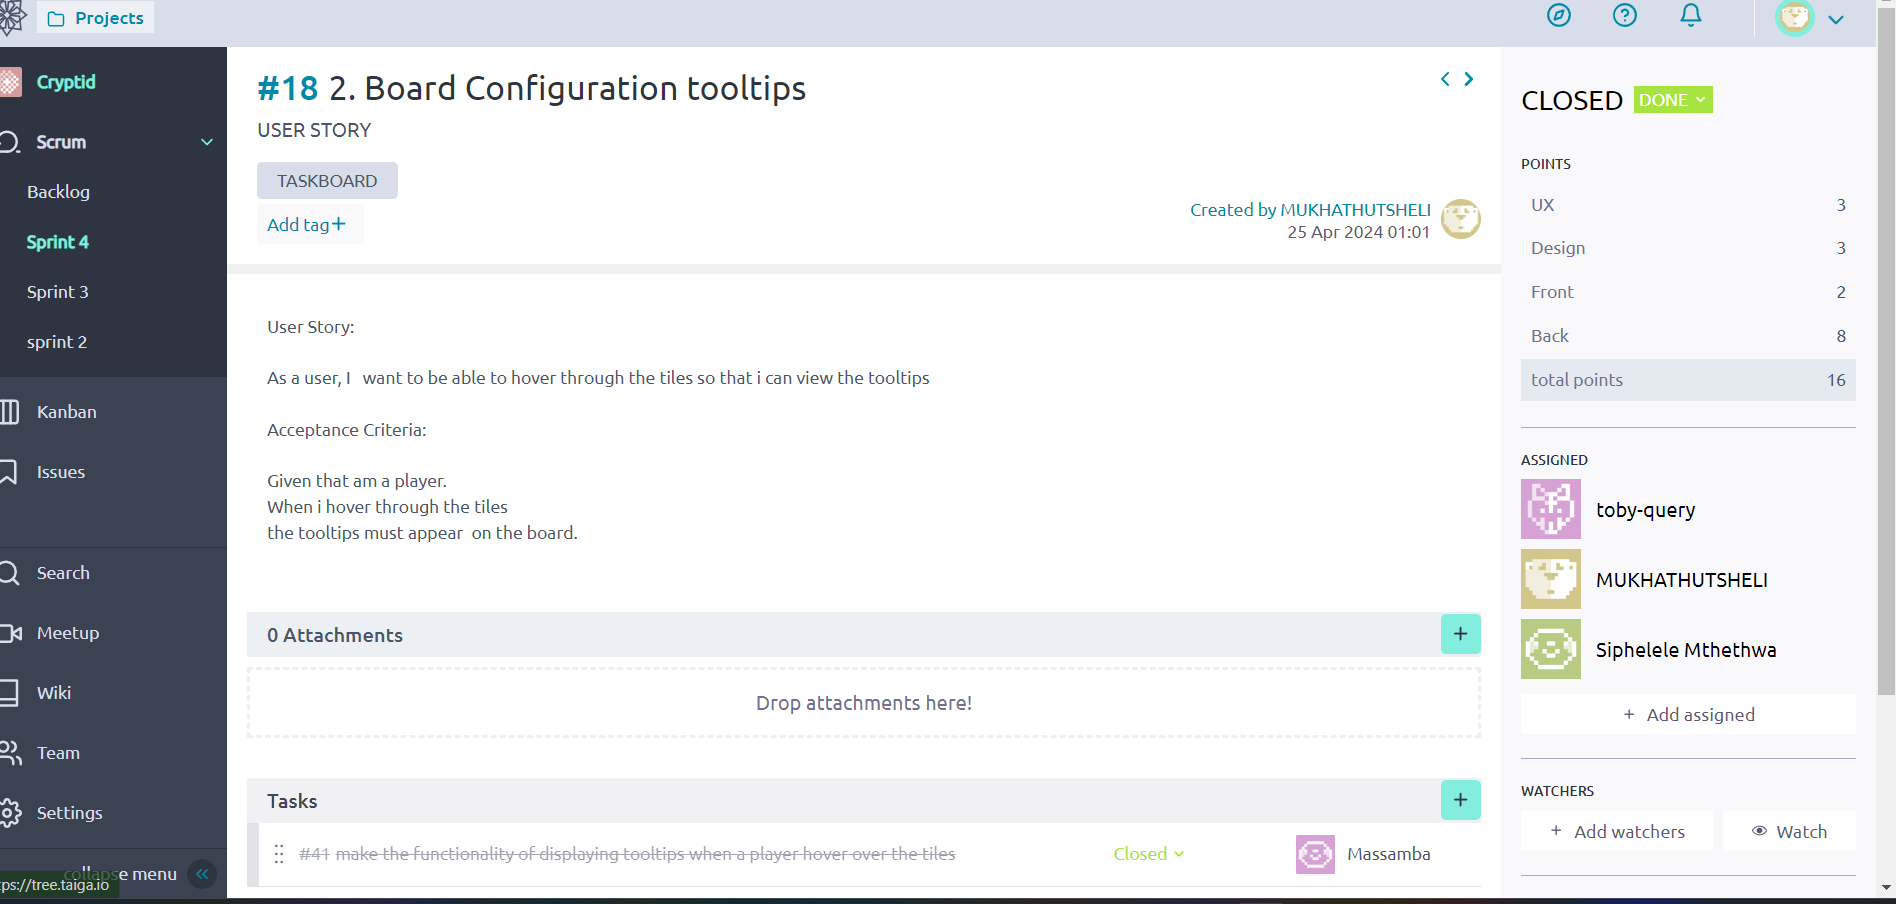 Projects
Cryptid
Scrum
Backlog
Sprint 4
Sprint 3
sprint 2
Kanban
Issues
Search
Meetup
Wiki
Team
Settings
collapse menu
tps://tree.taiga.io
#18 2. Board Configuration tooltips
USER STORY
TASKBOARD
Add tag+
Created by MUKHATHUTSHELI
25 Apr 2024 01:01
User Story:
As a user, I want to be able to hover through the tiles so that i can view the tooltips
Acceptance Criteria:
Given that am a player.
When i hover through the tiles
the tooltips must appear on the board.
0 Attachments
+
Drop attachments here!
Tasks
+
#41 make the functionality of displaying tooltips when a player hover over the tiles
Closed
Massamba
CLOSED DONE
POINTS
UX 3
Design 3
Front 2
Back 8
total points 16
ASSIGNED
toby-query
MUKHATHUTSHELI
Siphelele Mthethwa
+ Add assigned
WATCHERS
+ Add watchers
Watch